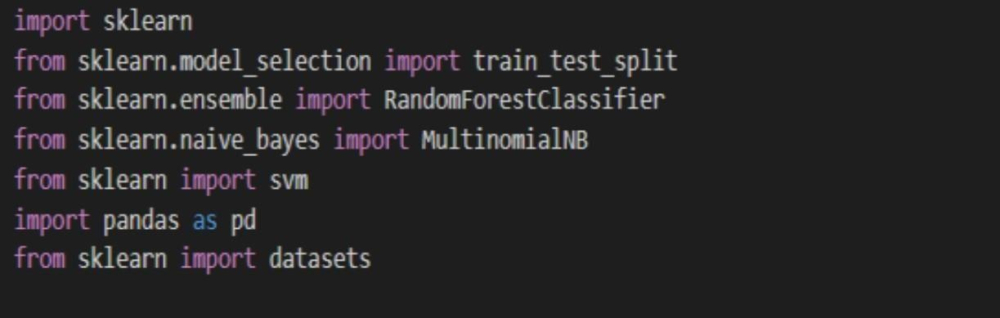 import sklearn
from sklearn.model_selection import train_test_split
from sklearn.ensemble import RandomForestClassifier
from sklearn.naive_bayes import MultinomialNB
from sklearn import svm
import pandas as pd
from sklearn import datasets